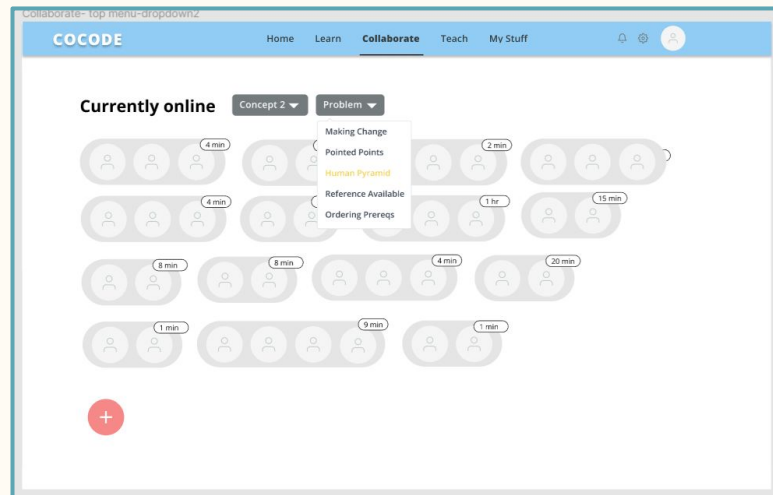 Collaborate- top menu-dropdown2
COCODE Home Learn Collaborate Teach My Stuff
Currently online Concept 2 Problem
Making Change
Pointed Points
Human Pyramid
Reference Available
Ordering Prereqs
4 min 2 min
4 min 1 hr 15 min
8 min 8 min 4 min 20 min
1 min 9 min 1 min